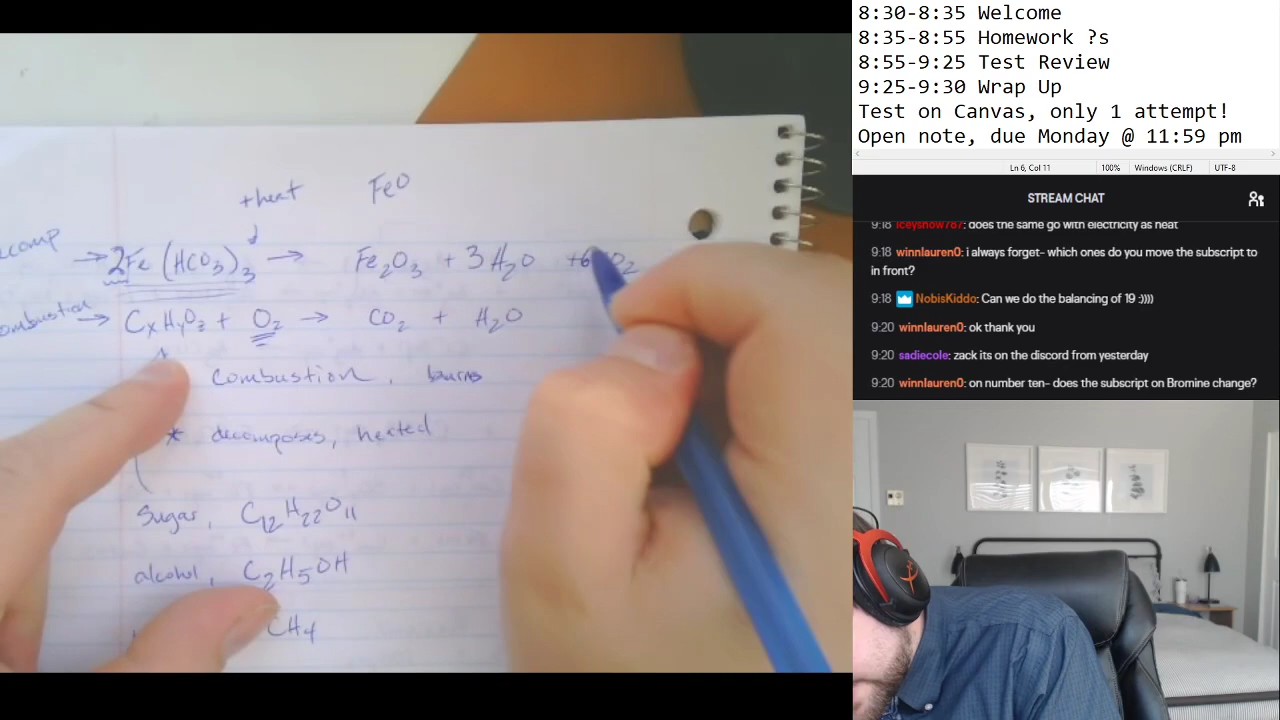 8:30-8:35 Welcome
8:35-8:55 Homework ?s
8:55-9:25 Test Review
9:25-9:30 Wrap Up
Test on Canvas, only 1 attempt!
Open note, due Monday @ 11:59 pm
Ln 6, Col 11 100% Windows (CRLF) UTF-8
STREAM CHAT
9:18 iceyshow787: does the same go with electricity as heat
9:18 winnlauren0: i always forget- which ones do you move the subscript to
in front?
9:18 NobisKiddo: Can we do the balancing of 19 :))))
9:20 winnlauren0: ok thank you
9:20 sadiecole: zack its on the discord from yesterday
9:20 winnlauren0: on number ten- does the subscript on Bromine change?
+heat FeO
→ 2Fe(HCO3)3 → Fe2O3 + 3H2O +6 O2
ombustion → CxHyOz + O2 → CO2 + H2O
Combustion, burns
* decomposes, heated
Sugar, C12H22O11
alcohol, C2H5OH
CH4